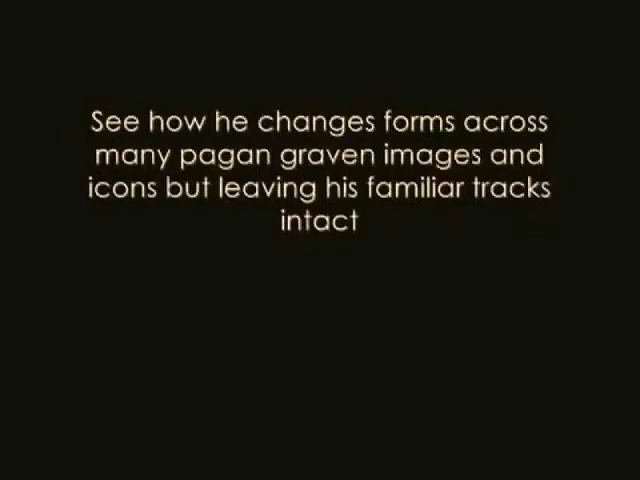 See how he changes forms across
many pagan graven images and
icons but leaving his familiar tracks
intact